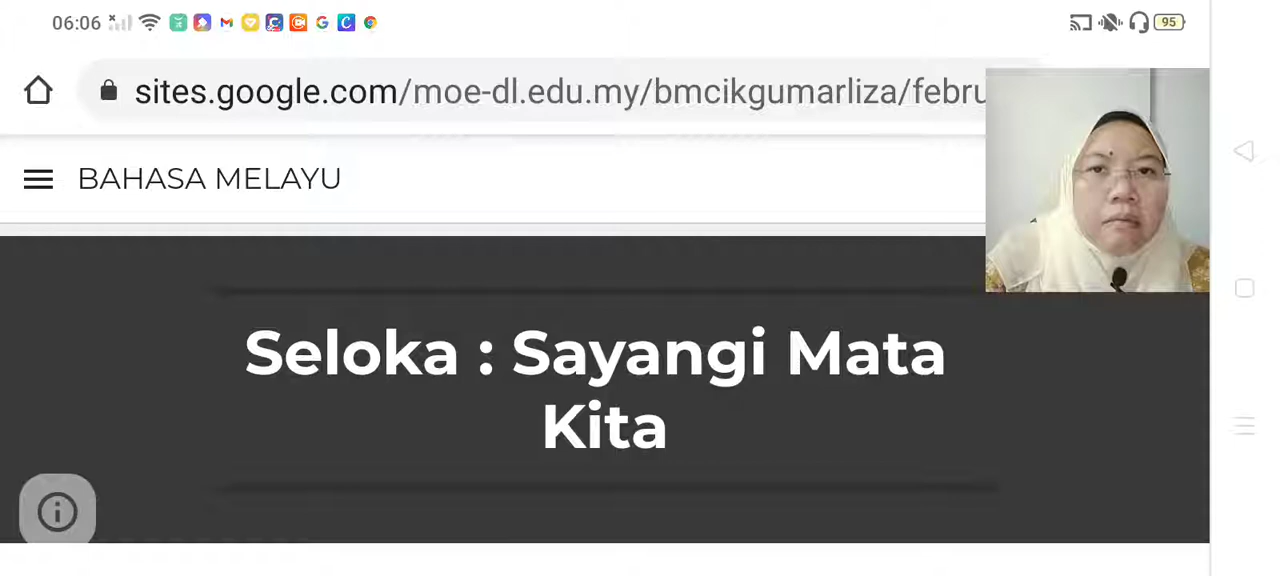 06:06
95
sites.google.com/moe-dl.edu.my/bmcikgumarliza/febru
BAHASA MELAYU
Seloka : Sayangi Mata
Kita